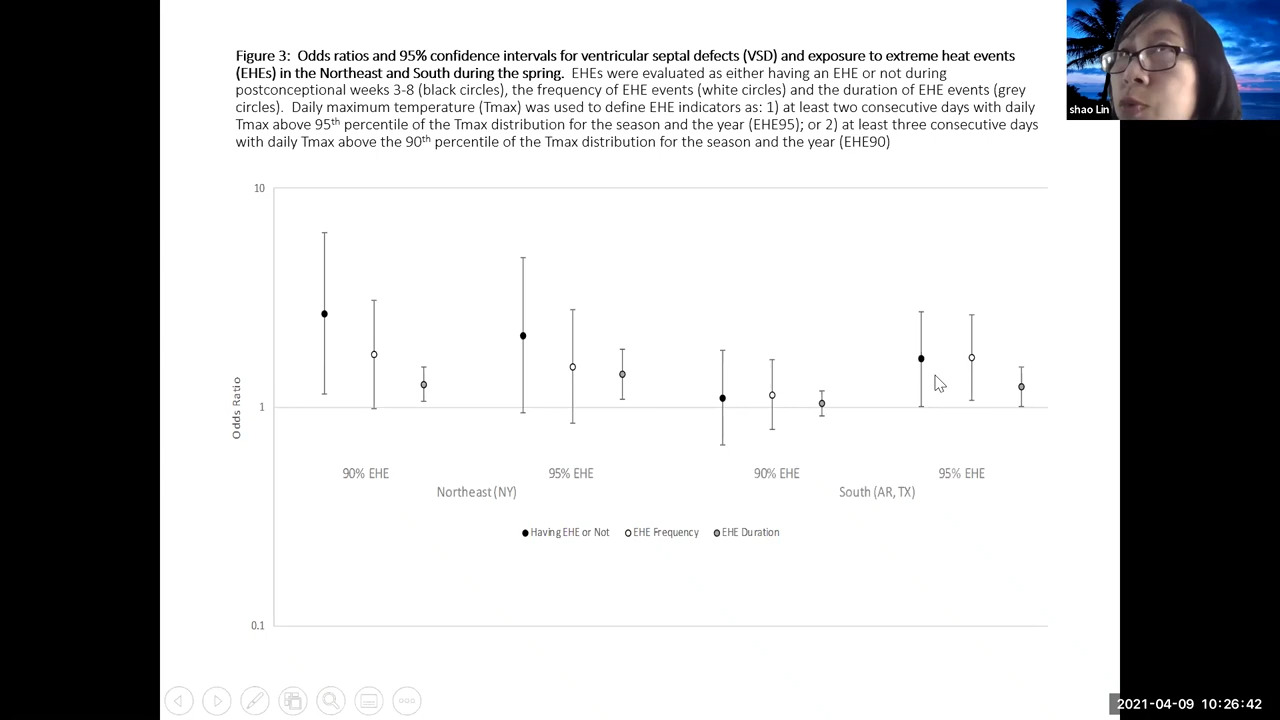 Figure 3:  Odds ratios and 95% confidence intervals for ventricular septal defects (VSD) and exposure to extreme heat events
(EHEs) in the Northeast and South during the spring.  EHEs were evaluated as either having an EHE or not during
postconceptional weeks 3-8 (black circles), the frequency of EHE events (white circles) and the duration of EHE events (grey
circles).  Daily maximum temperature (Tmax) was used to define EHE indicators as: 1) at least two consecutive days with daily
Tmax above 95th percentile of the Tmax distribution for the season and the year (EHE95); or 2) at least three consecutive days
with daily Tmax above the 90th percentile of the Tmax distribution for the season and the year (EHE90)
shao Lin
10
1
0.1
Odds Ratio
90% EHE
95% EHE
90% EHE
95% EHE
Northeast (NY)
South (AR, TX)
Having EHE or Not
EHE Frequency
EHE Duration
2021-04-09 10:26:42